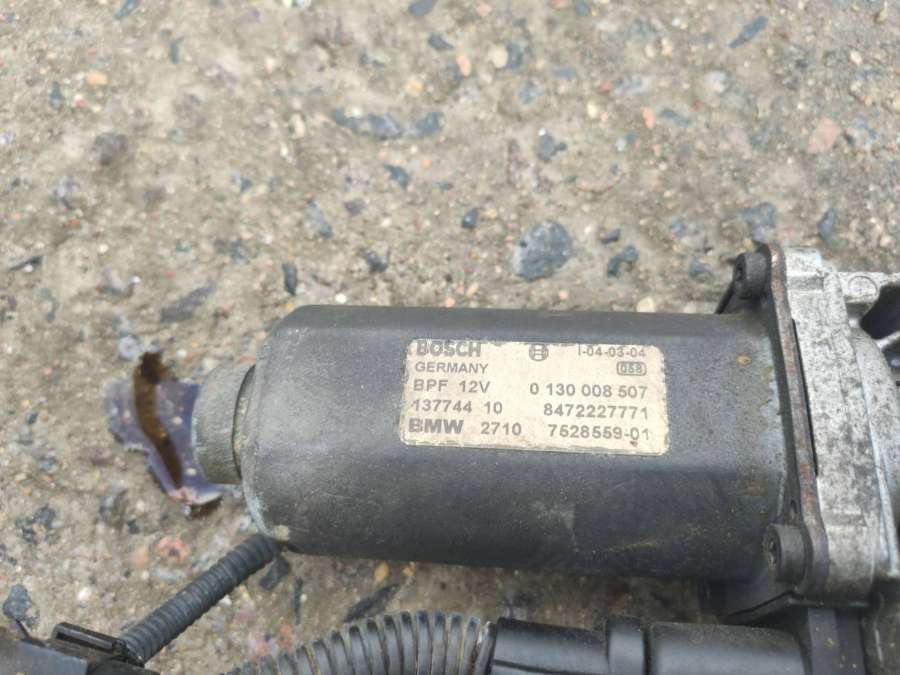 BOSCH I-04-03-04
GERMANY 058
BPF 12V 0 130 008 507
137744 10 8472227771
BMW 2710 7528559-01